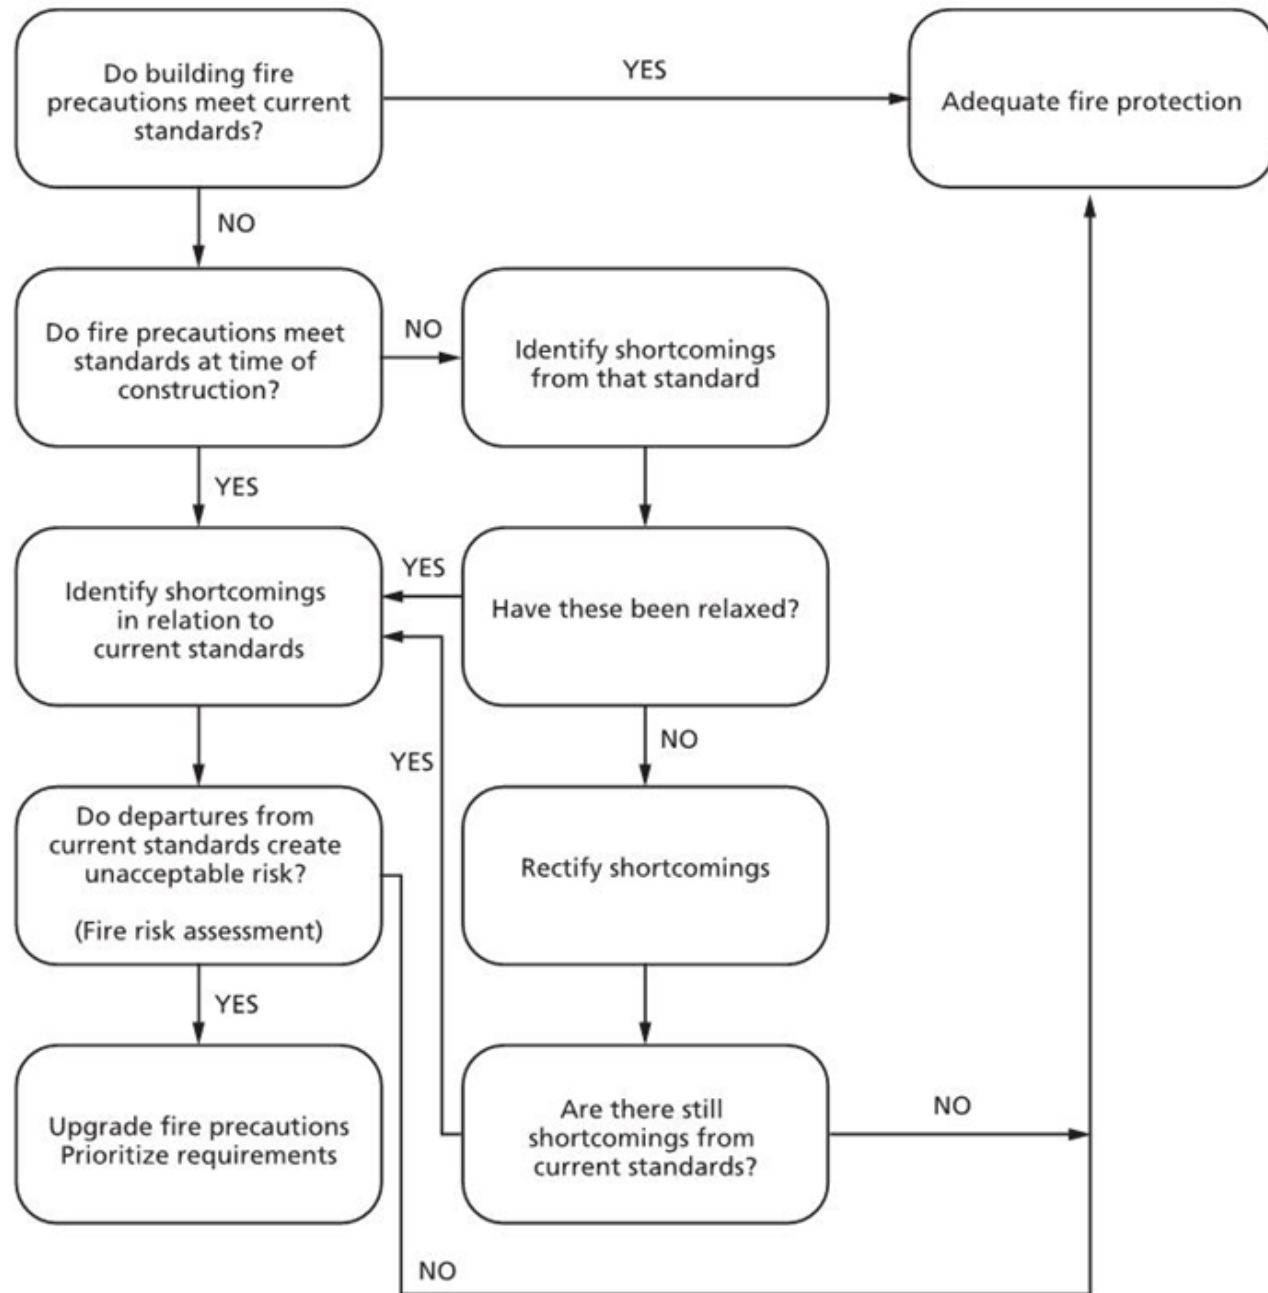 Do building fire
precautions meet current
standards?
YES
Adequate fire protection
NO
Do fire precautions meet
standards at time of
construction?
NO
Identify shortcomings
from that standard
YES
Identify shortcomings
in relation to
current standards
YES
Have these been relaxed?
YES
NO
Do departures from
current standards create
unacceptable risk?
(Fire risk assessment)
Rectify shortcomings
YES
Upgrade fire precautions
Prioritize requirements
Are there still
shortcomings from
current standards?
NO
NO